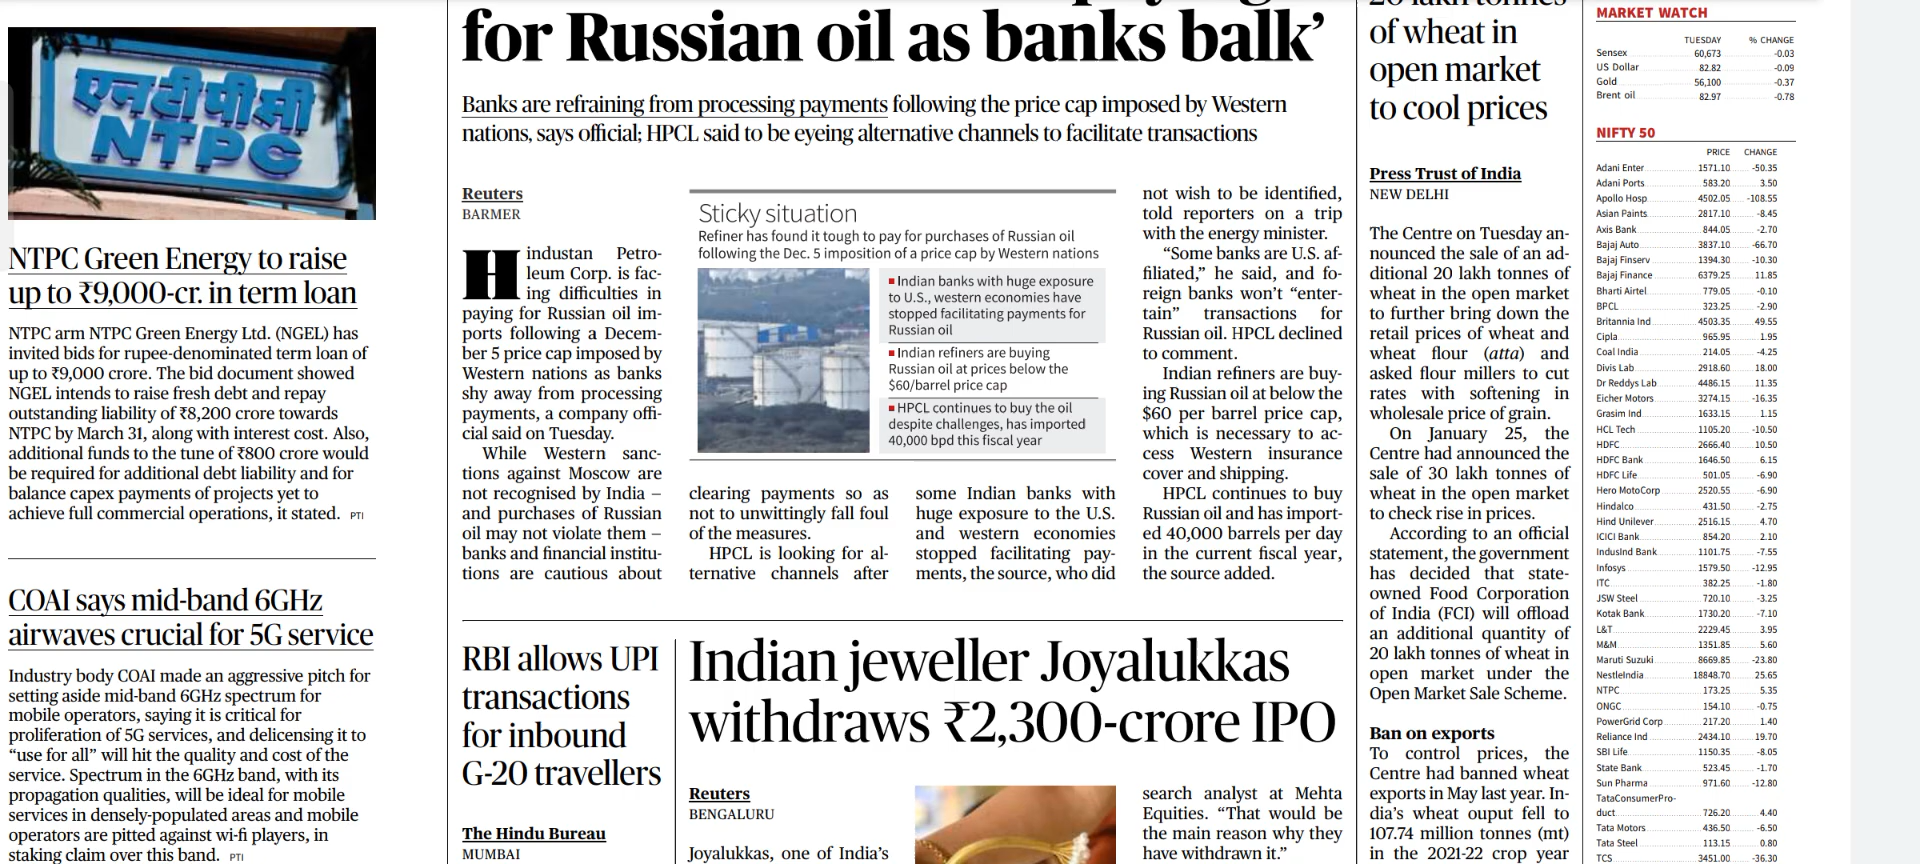 एनटीपीसी
NTPC
NTPC Green Energy to raise
up to ₹9,000-cr. in term loan
NTPC arm NTPC Green Energy Ltd. (NGEL) has
invited bids for rupee-denominated term loan of
up to ₹9,000 crore. The bid document showed
NGEL intends to raise fresh debt and repay
outstanding liability of ₹8,200 crore towards
NTPC by March 31, along with interest cost. Also,
additional funds to the tune of ₹800 crore would
be required for additional debt liability and for
balance capex payments of projects yet to
achieve full commercial operations, it stated. PTI
COAI says mid-band 6GHz
airwaves crucial for 5G service
Industry body COAI made an aggressive pitch for
setting aside mid-band 6GHz spectrum for
mobile operators, saying it is critical for
proliferation of 5G services, and delicensing it to
“use for all” will hit the quality and cost of the
service. Spectrum in the 6GHz band, with its
propagation qualities, will be ideal for mobile
services in densely-populated areas and mobile
operators are pitted against wi-fi players, in
staking claim over this band. PTI
for Russian oil as banks balk’
Banks are refraining from processing payments following the price cap imposed by Western
nations, says official; HPCL said to be eyeing alternative channels to facilitate transactions
Reuters
BARMER
Hindustan Petro-
leum Corp. is fac-
ing difficulties in
paying for Russian oil im-
ports following a Decem-
ber 5 price cap imposed by
Western nations as banks
shy away from processing
payments, a company offi-
cial said on Tuesday.
While Western sanc-
tions against Moscow are
not recognised by India –
and purchases of Russian
oil may not violate them –
banks and financial institu-
tions are cautious about
Sticky situation
Refiner has found it tough to pay for purchases of Russian oil
following the Dec. 5 imposition of a price cap by Western nations
■ Indian banks with huge exposure
to U.S., western economies have
stopped facilitating payments for
Russian oil
■ Indian refiners are buying
Russian oil at prices below the
$60/barrel price cap
■ HPCL continues to buy the oil
despite challenges, has imported
40,000 bpd this fiscal year
clearing payments so as
not to unwittingly fall foul
of the measures.
HPCL is looking for al-
ternative channels after
some Indian banks with
huge exposure to the U.S.
and western economies
stopped facilitating pay-
ments, the source, who did
not wish to be identified,
told reporters on a trip
with the energy minister.
“Some banks are U.S. af-
filiated,” he said, and fo-
reign banks won’t “enter-
tain” transactions for
Russian oil. HPCL declined
to comment.
Indian refiners are buy-
ing Russian oil at below the
$60 per barrel price cap,
which is necessary to ac-
cess Western insurance
cover and shipping.
HPCL continues to buy
Russian oil and has import-
ed 40,000 barrels per day
in the current fiscal year,
the source added.
RBI allows UPI
transactions
for inbound
G-20 travellers
The Hindu Bureau
MUMBAI
Indian jeweller Joyalukkas
withdraws ₹2,300-crore IPO
Reuters
BENGALURU
Joyalukkas, one of India’s
search analyst at Mehta
Equities. “That would be
the main reason why they
have withdrawn it.”
20 lakh tonnes
of wheat in
open market
to cool prices
Press Trust of India
NEW DELHI
The Centre on Tuesday an-
nounced the sale of an ad-
ditional 20 lakh tonnes of
wheat in the open market
to further bring down the
retail prices of wheat and
wheat flour (atta) and
asked flour millers to cut
rates with softening in
wholesale price of grain.
On January 25, the
Centre had announced the
sale of 30 lakh tonnes of
wheat in the open market
to check rise in prices.
According to an official
statement, the government
has decided that state-
owned Food Corporation
of India (FCI) will offload
an additional quantity of
20 lakh tonnes of wheat in
open market under the
Open Market Sale Scheme.
Ban on exports
To control prices, the
Centre had banned wheat
exports in May last year. In-
dia’s wheat ouput fell to
107.74 million tonnes (mt)
in the 2021-22 crop year
MARKET WATCH
TUESDAY % CHANGE
Sensex 60,673 -0.03
US Dollar 82.82 -0.09
Gold 56,100 -0.37
Brent oil 82.97 -0.78
NIFTY 50
PRICE CHANGE
Adani Enter 1571.10 -50.35
Adani Ports 583.20 3.50
Apollo Hosp 4502.05 -108.55
Asian Paints 2817.10 -8.45
Axis Bank 844.05 -2.70
Bajaj Auto 3837.10 -66.70
Bajaj Finserv 1394.30 -10.30
Bajaj Finance 6379.25 11.85
Bharti Airtel 779.05 -0.10
BPCL 323.25 -2.90
Britannia Ind 4503.35 49.55
Cipla 965.95 1.95
Coal India 214.05 -4.25
Divis Lab 2918.60 18.00
Dr Reddys Lab 4486.15 11.35
Eicher Motors 3274.15 -16.35
Grasim Ind 1633.15 1.15
HCL Tech 1105.20 -10.50
HDFC 2666.40 10.50
HDFC Bank 1646.50 6.15
HDFC Life 501.05 -6.90
Hero MotoCorp 2520.55 -6.90
Hindalco 431.50 -2.75
Hind Unilever 2516.15 4.70
ICICI Bank 854.20 2.10
IndusInd Bank 1101.75 -7.55
Infosys 1579.50 -12.95
ITC 382.25 -1.80
JSW Steel 720.10 -3.25
Kotak Bank 1730.20 -7.10
L&T 2229.45 3.95
M&M 1351.85 5.60
Maruti Suzuki 8669.85 -23.80
NestleIndia 18848.70 25.65
NTPC 173.25 5.35
ONGC 154.10 -0.75
PowerGrid Corp 217.20 1.40
Reliance Ind 2434.10 19.70
SBI Life 1150.35 -8.05
State Bank 523.45 -1.70
Sun Pharma 971.60 -12.80
TataConsumerPro-
duct 726.20 4.40
Tata Motors 436.50 -6.50
Tata Steel 113.15 0.80
TCS 3451.00 -36.30